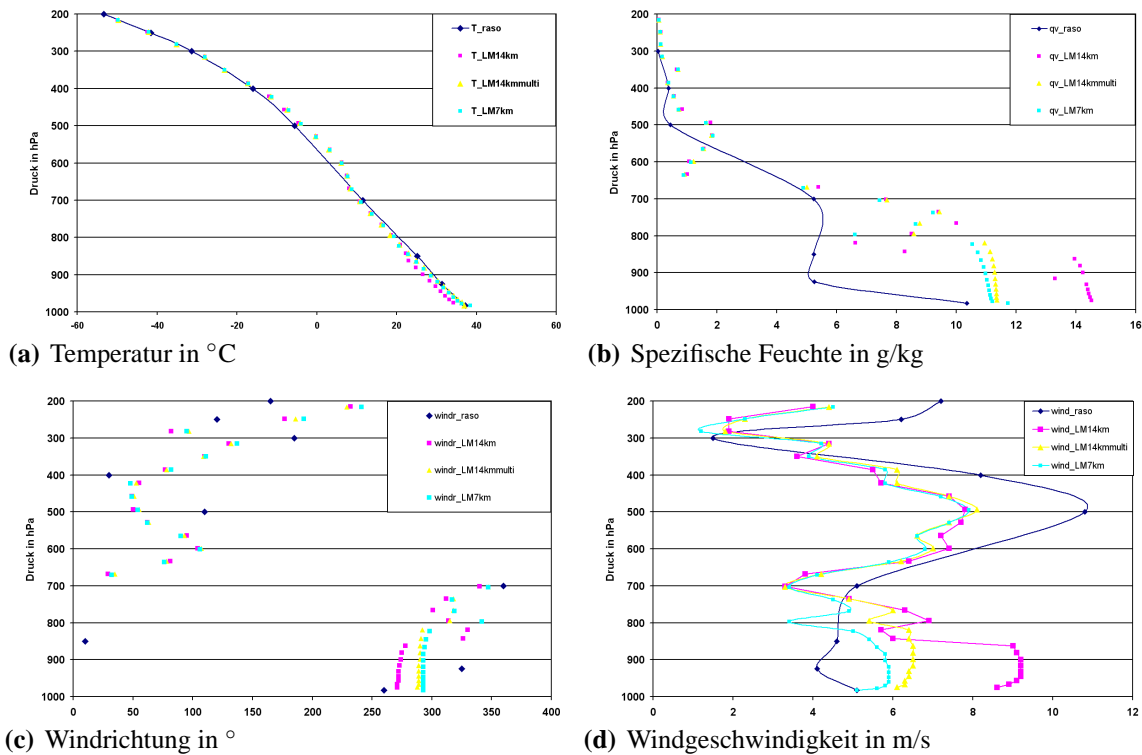 200
300
400
500
600
700
800
900
1000
Druck in hPa
-60
-40
-20
0
20
40
60
T_raso
T_LM14km
T_LM14kmmulti
T_LM7km
(a) Temperatur in °C
200
300
400
500
600
700
800
900
1000
Druck in hPa
0
2
4
6
8
10
12
14
16
qv_raso
qv_LM14km
qv_LM14kmmulti
qv_LM7km
(b) Spezifische Feuchte in g/kg
200
300
400
500
600
700
800
900
1000
Druck in hPa
0
50
100
150
200
250
300
350
400
windr_raso
windr_LM14km
windr_LM14kmmulti
windr_LM7km
(c) Windrichtung in °
200
300
400
500
600
700
800
900
1000
Druck in hPa
0
2
4
6
8
10
12
wind_raso
wind_LM14km
wind_LM14kmmulti
wind_LM7km
(d) Windgeschwindigkeit in m/s